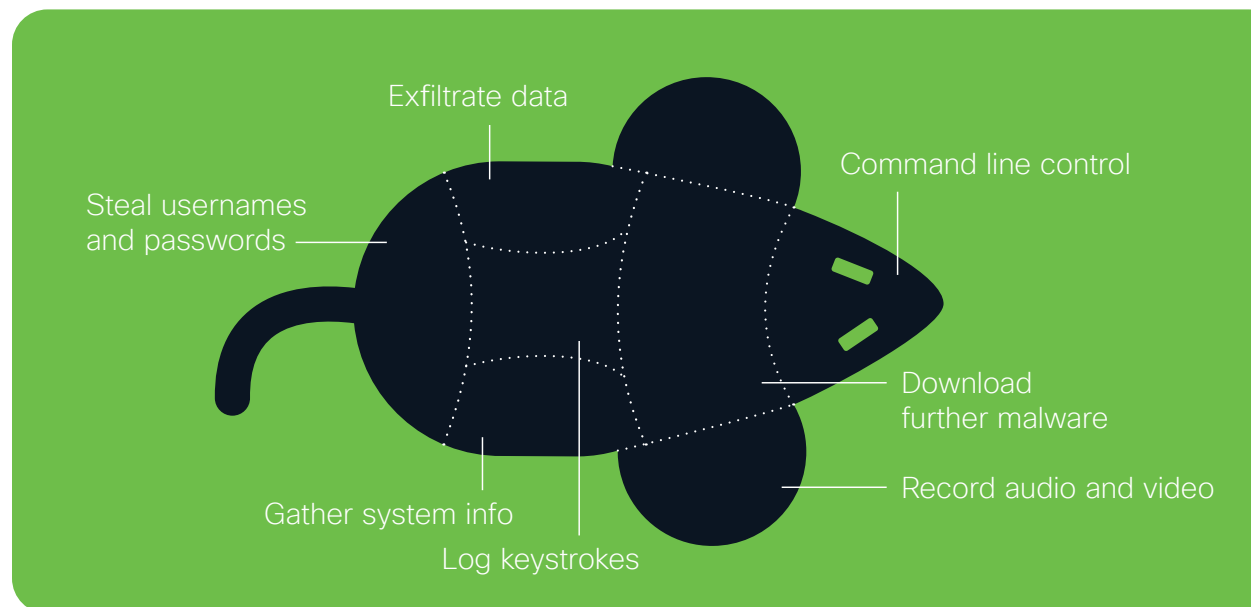 Exfiltrate data
Command line control
Steal usernames
and passwords
Download
further malware
Record audio and video
Gather system info
Log keystrokes